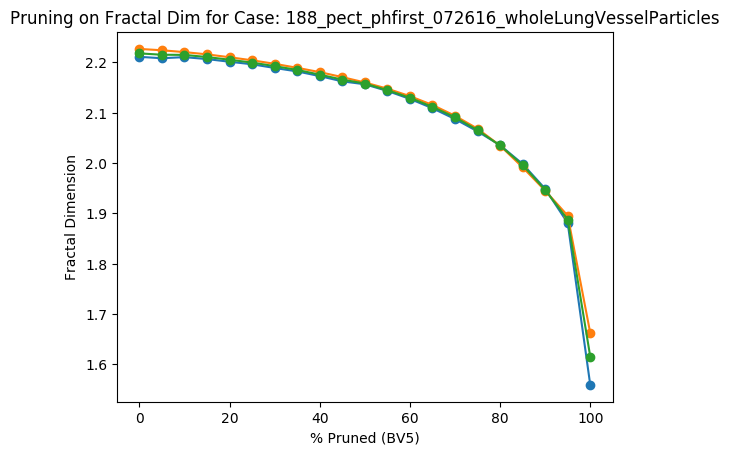 Pruning on Fractal Dim for Case: 188_pect_phfirst_072616_wholeLungVesselParticles
Fractal Dimension
2.2
2.1
2.0
1.9
1.8
1.7
1.6
0 20 40 60 80 100
% Pruned (BV5)